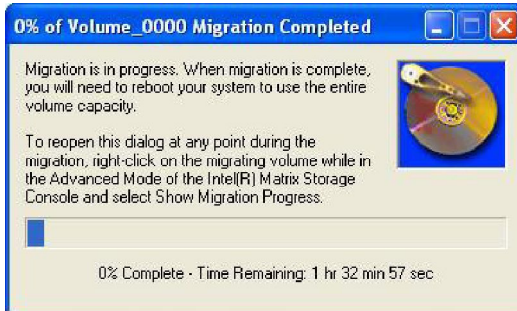 0% of Volume_0000 Migration Completed
Migration is in progress. When migration is complete,
you will need to reboot your system to use the entire
volume capacity.
To reopen this dialog at any point during the
migration, right-click on the migrating volume while in
the Advanced Mode of the Intel(R) Matrix Storage
Console and select Show Migration Progress.
0% Complete - Time Remaining: 1 hr 32 min 57 sec